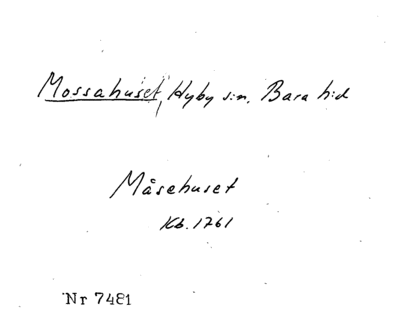 Mossahuset, Hyby s:n, Bara h:d
Måsehuset
Kb. 1761
Nr 7481